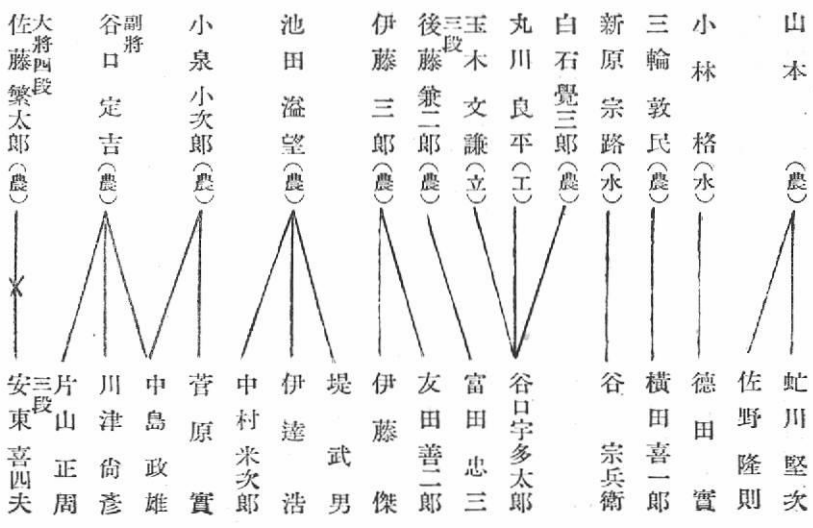 山本（農）
小林格（水）
三輪敦民（農）
新原宗路（水）
白石覺三郎（農）
丸川良平（工）
三段
玉木文謙（立）
後藤兼二郎（農）
伊藤三郎（農）
池田溢望（農）
小泉小次郎（農）
副將
谷口定吉（農）
大將四段
佐藤繁太郎（農）
虻川堅次
佐野隆則
德田實
橫田喜一郎
谷宗兵衛
谷口宇多太郎
富田忠三
友田善二郎
伊藤傑
堤武男
伊達浩
中村米次郎
菅原實
中島政雄
川津尙彥
三段
片山正周
安東喜四夫